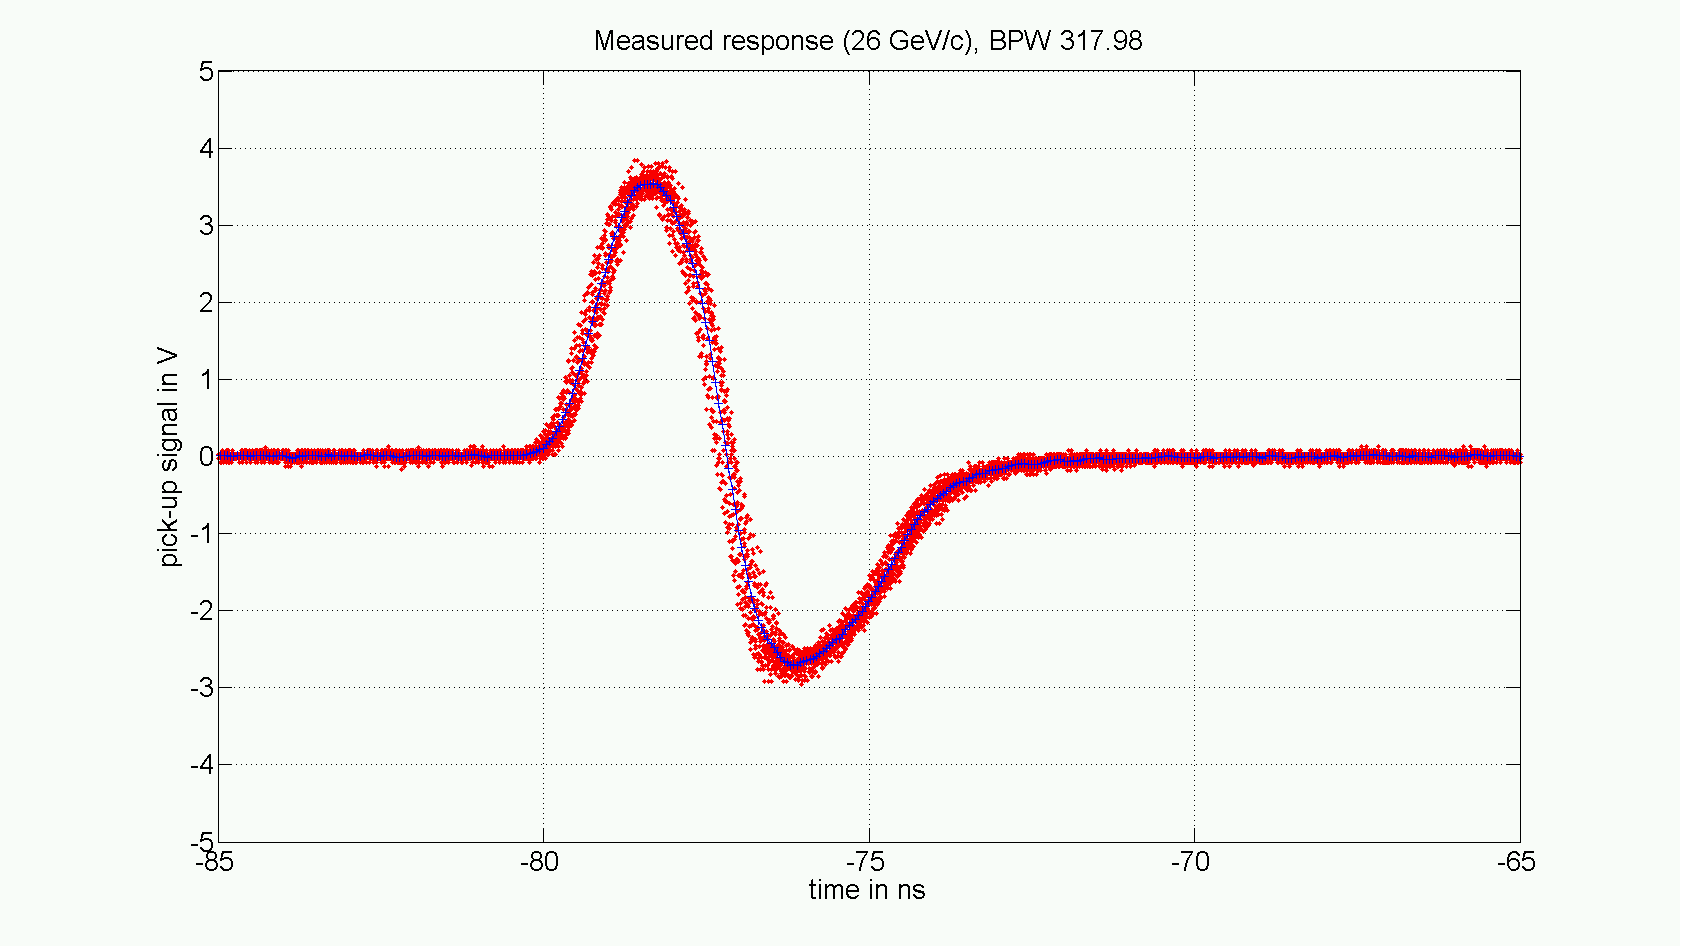 Measured response (26 GeV/c), BPW 317.98
5
4
3
2
1
0
-1
-2
-3
-4
-5
pick-up signal in V
-85 -80 -75 -70 -65
time in ns